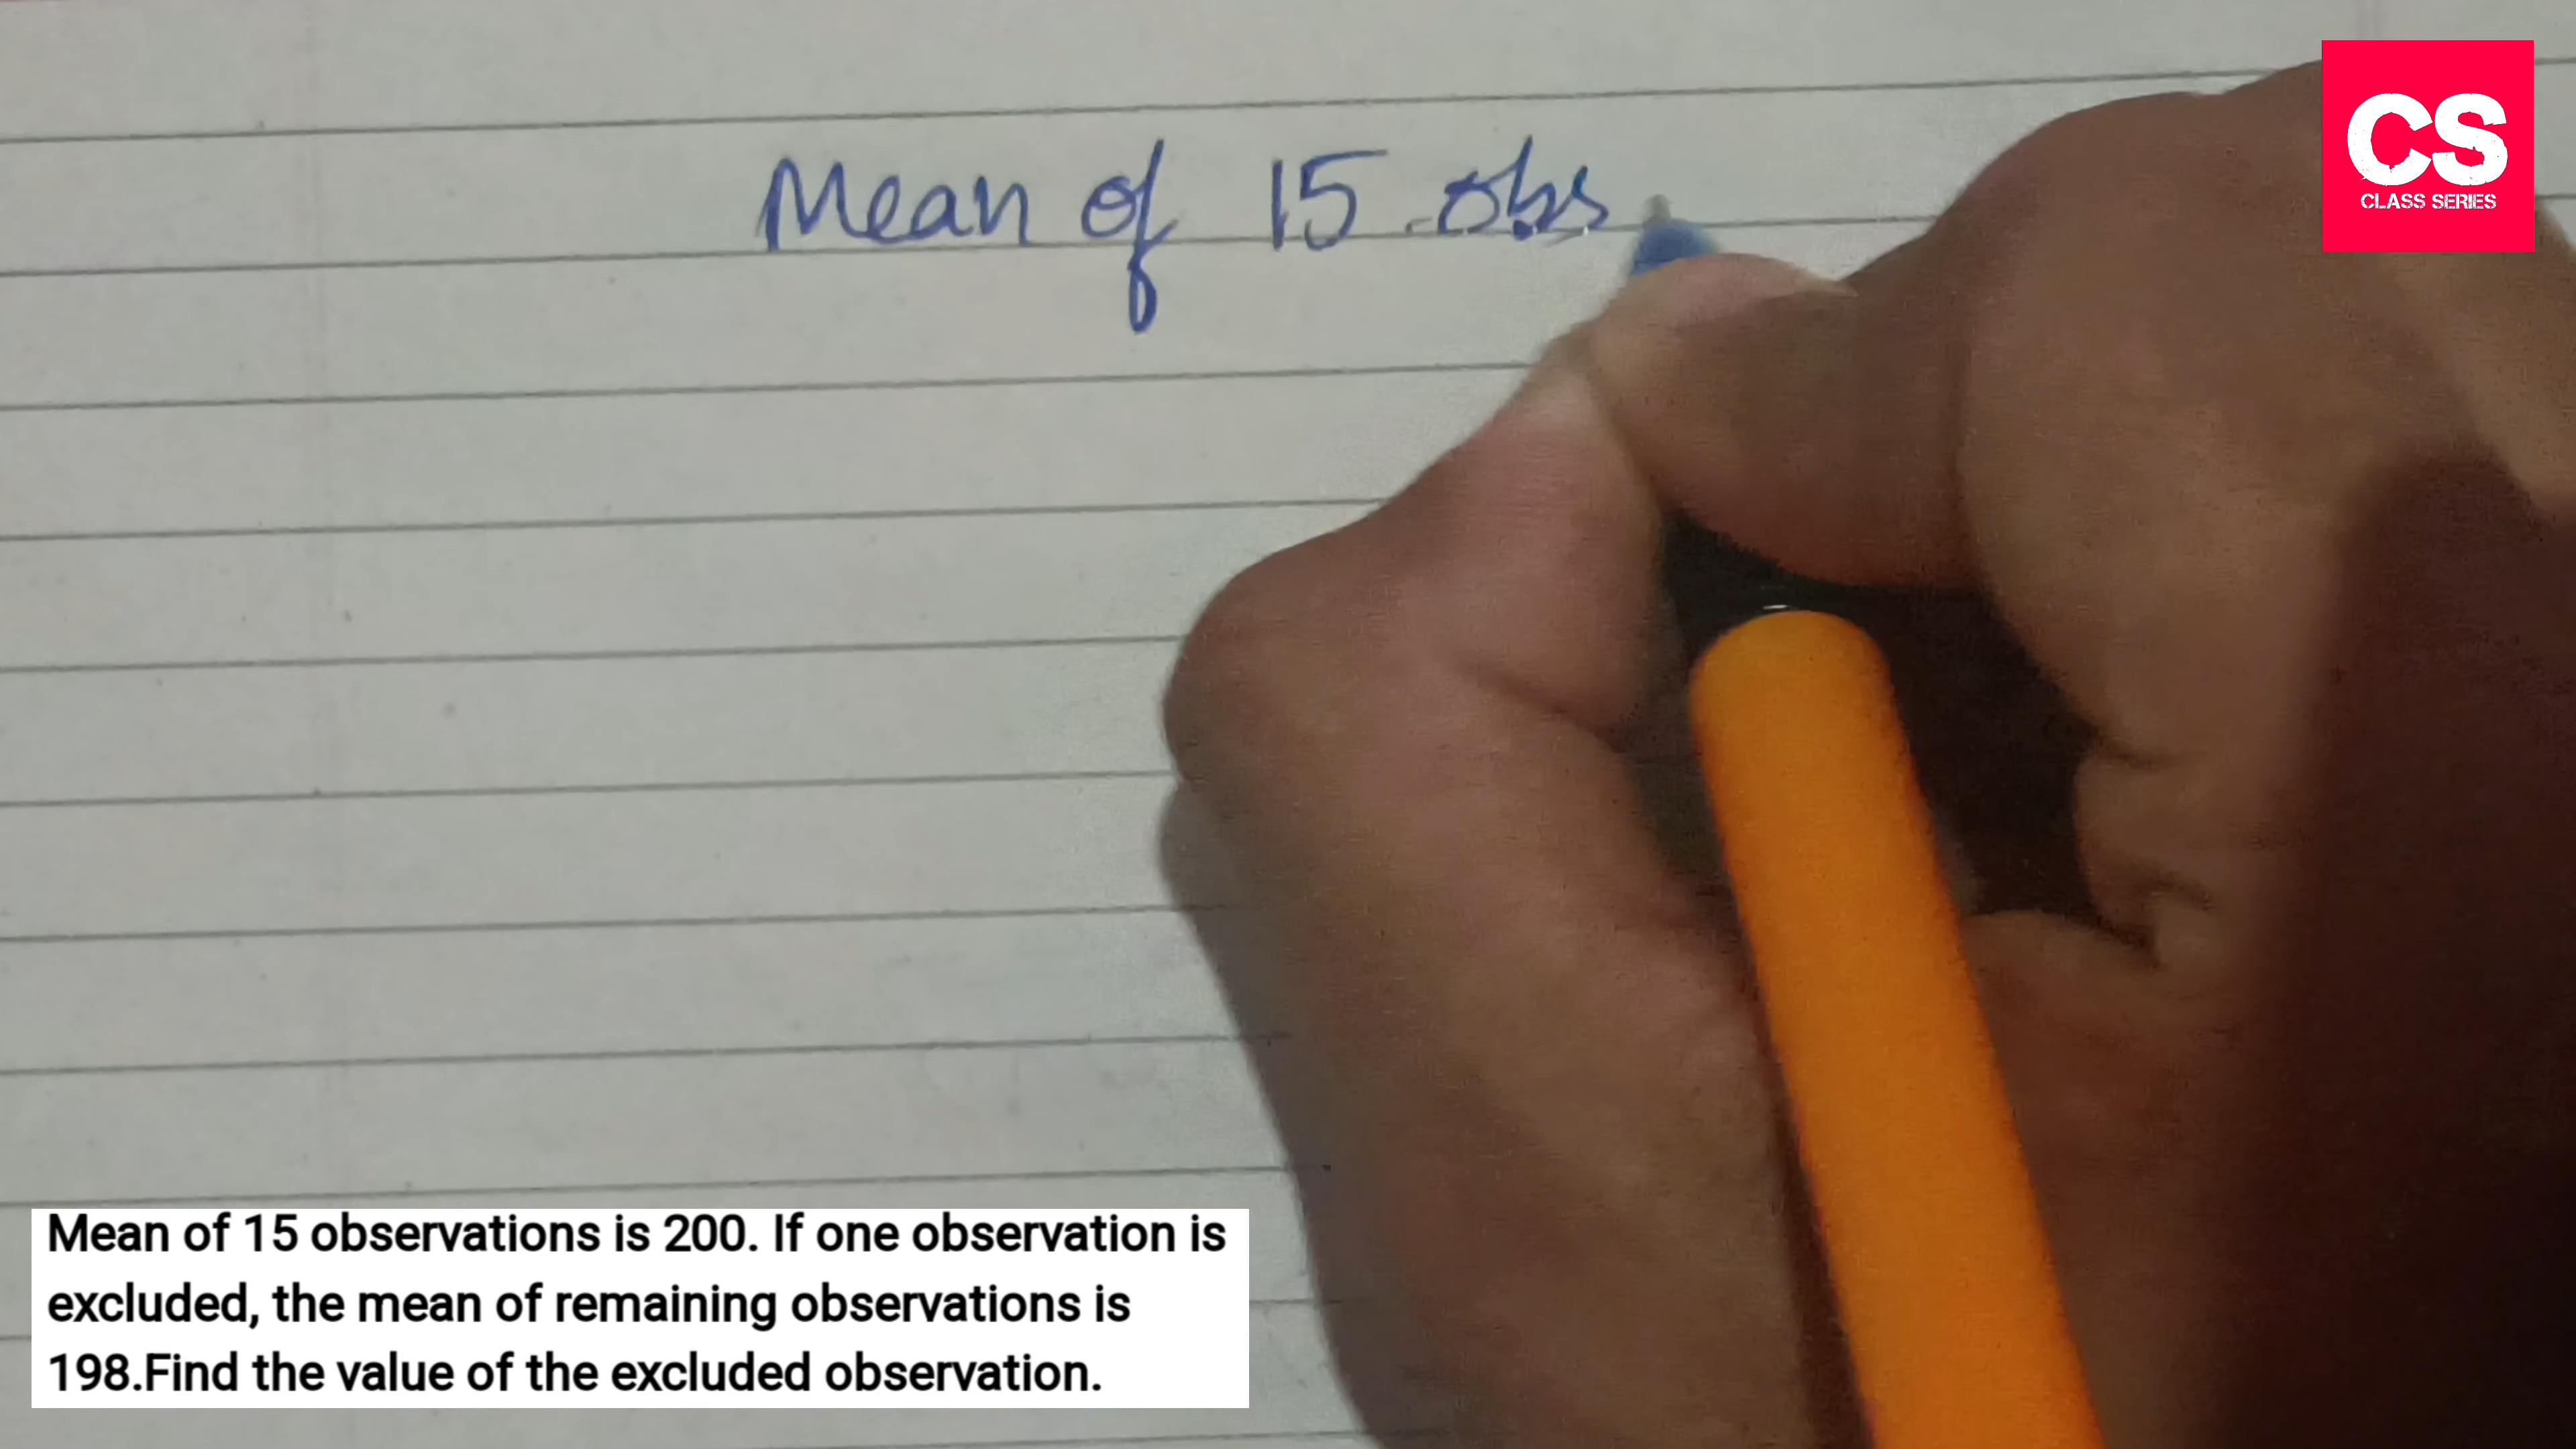 Mean of 15 obs
CS
CLASS SERIES
Mean of 15 observations is 200. If one observation is
excluded, the mean of remaining observations is
198.Find the value of the excluded observation.